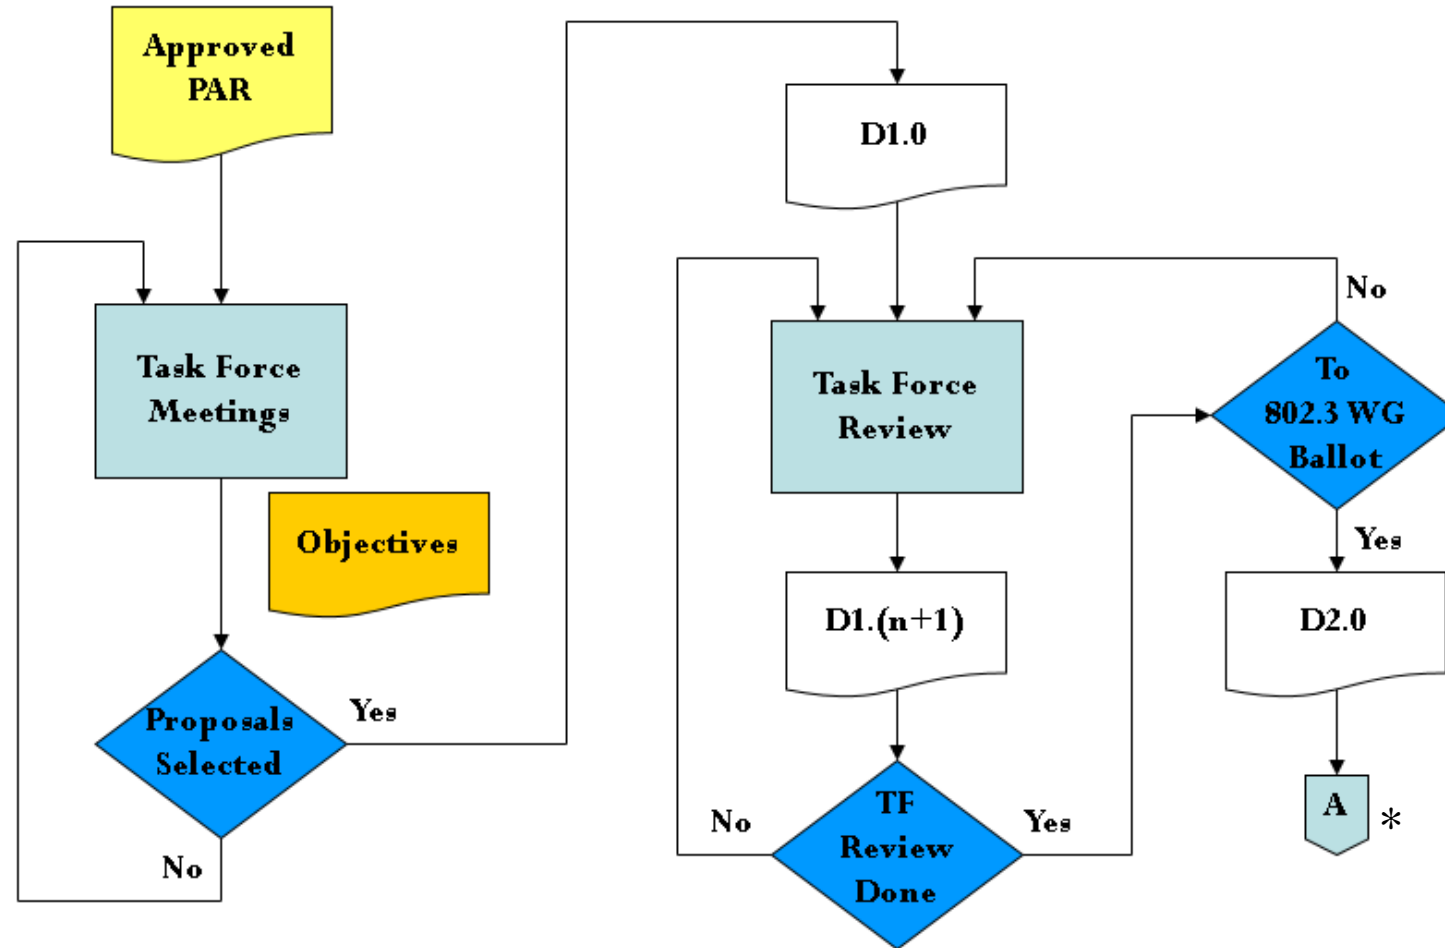 Approved
PAR
Task Force
Meetings
Objectives
Proposals
Selected
Yes
No
D1.0
Task Force
Review
D1.(n+1)
TF
Review
Done
No
Yes
To
802.3 WG
Ballot
No
Yes
D2.0
A *